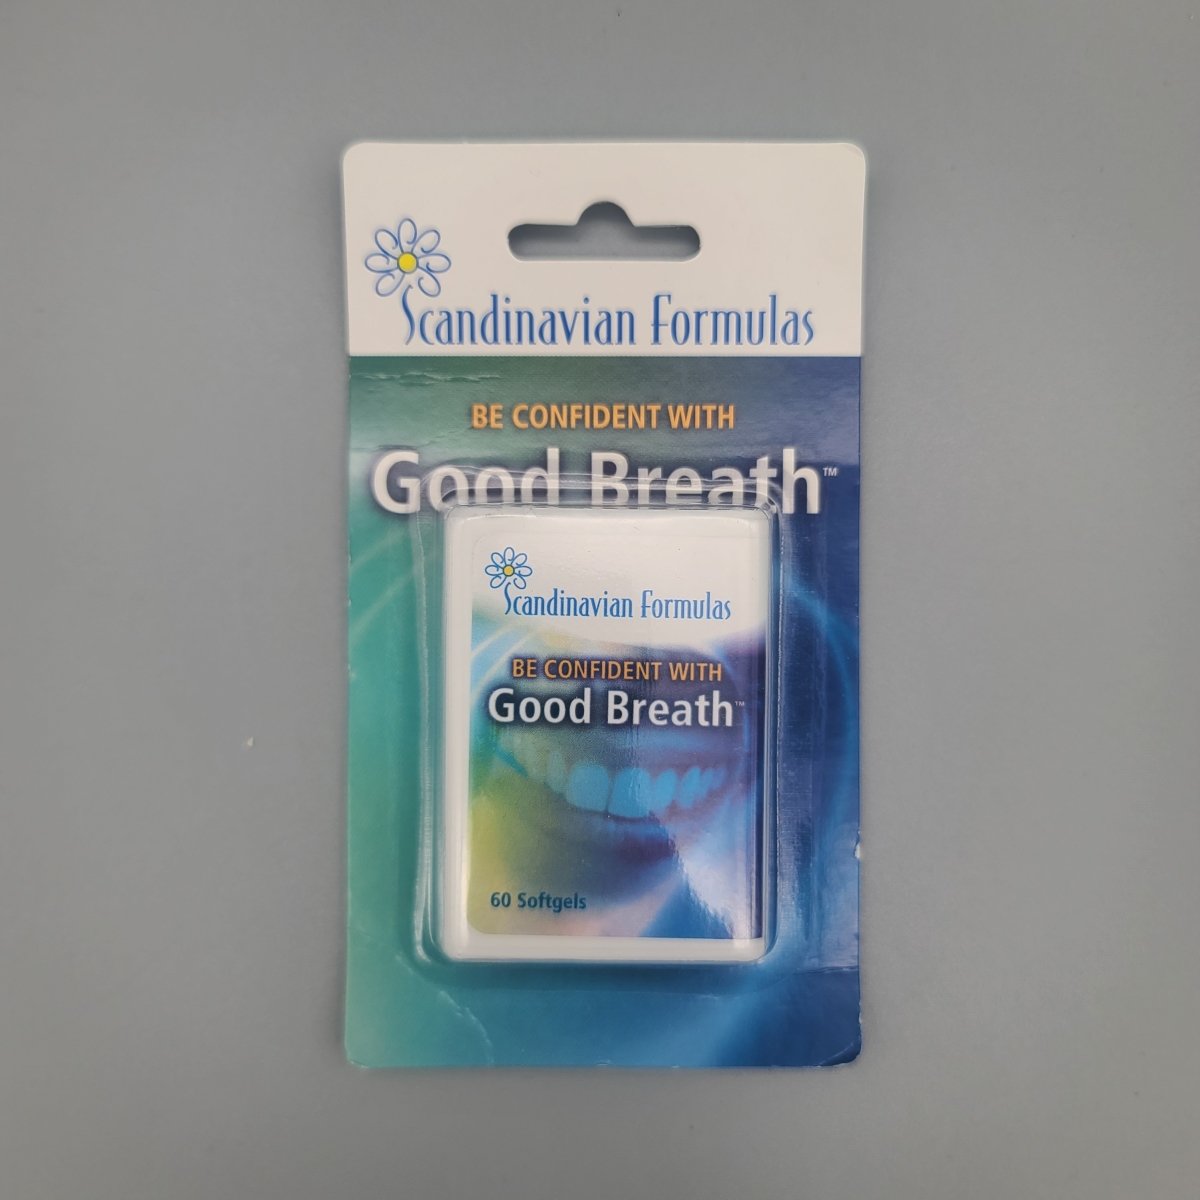 Scandinavian Formulas
BE CONFIDENT WITH
Good Breath™
Scandinavian Formulas
BE CONFIDENT WITH
Good Breath™
60 Softgels